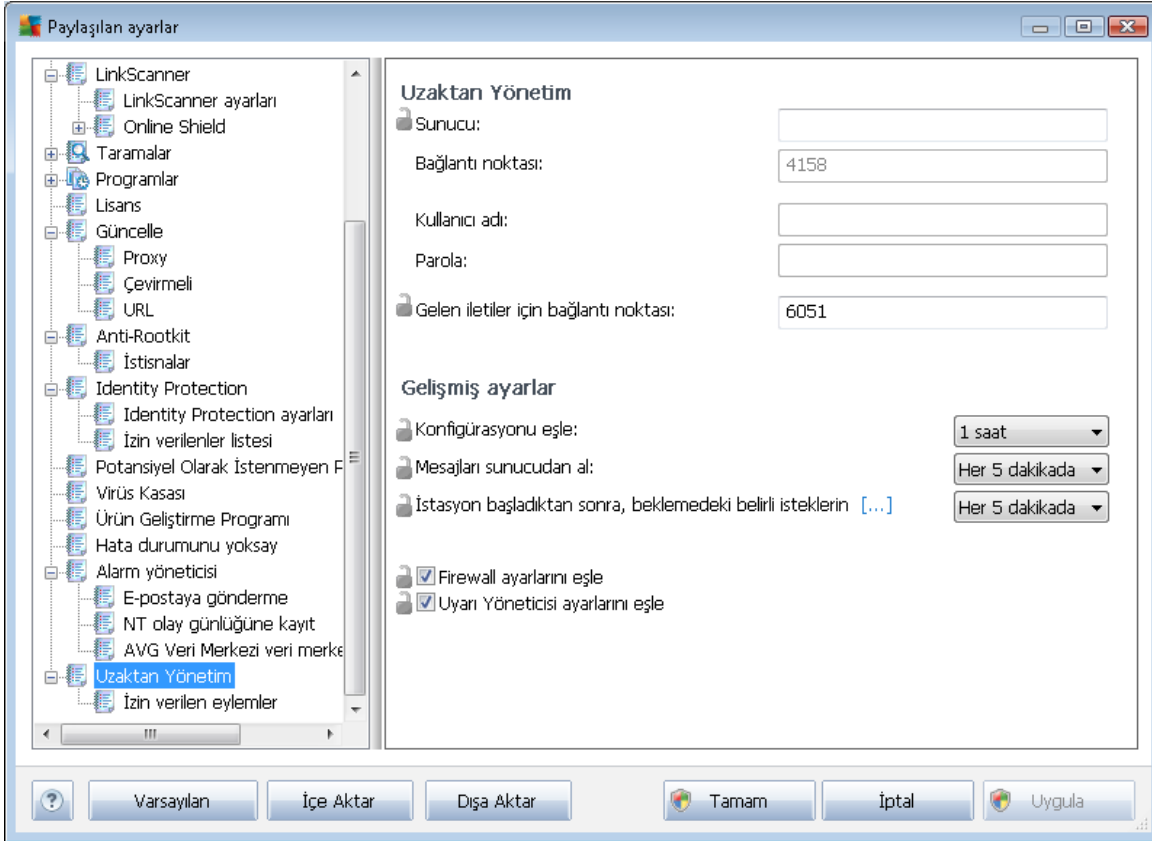 Paylaşılan ayarlar
LinkScanner
LinkScanner ayarları
Online Shield
Taramalar
Programlar
Lisans
Güncelle
Proxy
Çevirmeli
URL
Anti-Rootkit
İstisnalar
Identity Protection
Identity Protection ayarları
İzin verilenler listesi
Potansiyel Olarak İstenmeyen P
Virüs Kasası
Ürün Geliştirme Programı
Hata durumunu yoksay
Alarm yöneticisi
E-postaya gönderme
NT olay günlüğüne kayıt
AVG Veri Merkezi veri merke
Uzaktan Yönetim
İzin verilen eylemler
Uzaktan Yönetim
Sunucu:
Bağlantı noktası: 4158
Kullanıcı adı:
Parola:
Gelen iletiler için bağlantı noktası: 6051
Gelişmiş ayarlar
Konfigürasyonu eşle: 1 saat
Mesajları sunucudan al: Her 5 dakikada
İstasyon başladıktan sonra, beklemedeki belirli isteklerin [...] Her 5 dakikada
Firewall ayarlarını eşle
Uyarı Yöneticisi ayarlarını eşle
? Varsayılan İçe Aktar Dışa Aktar Tamam İptal Uygula